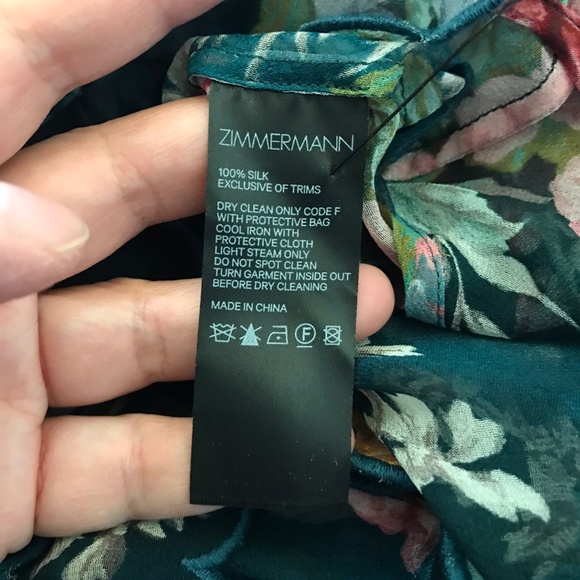 ZIMMERMANN
100% SILK
EXCLUSIVE OF TRIMS
DRY CLEAN ONLY CODE F
WITH PROTECTIVE BAG
COOL IRON WITH
PROTECTIVE CLOTH
LIGHT STEAM ONLY
DO NOT SPOT CLEAN
TURN GARMENT INSIDE OUT
BEFORE DRY CLEANING
MADE IN CHINA
F